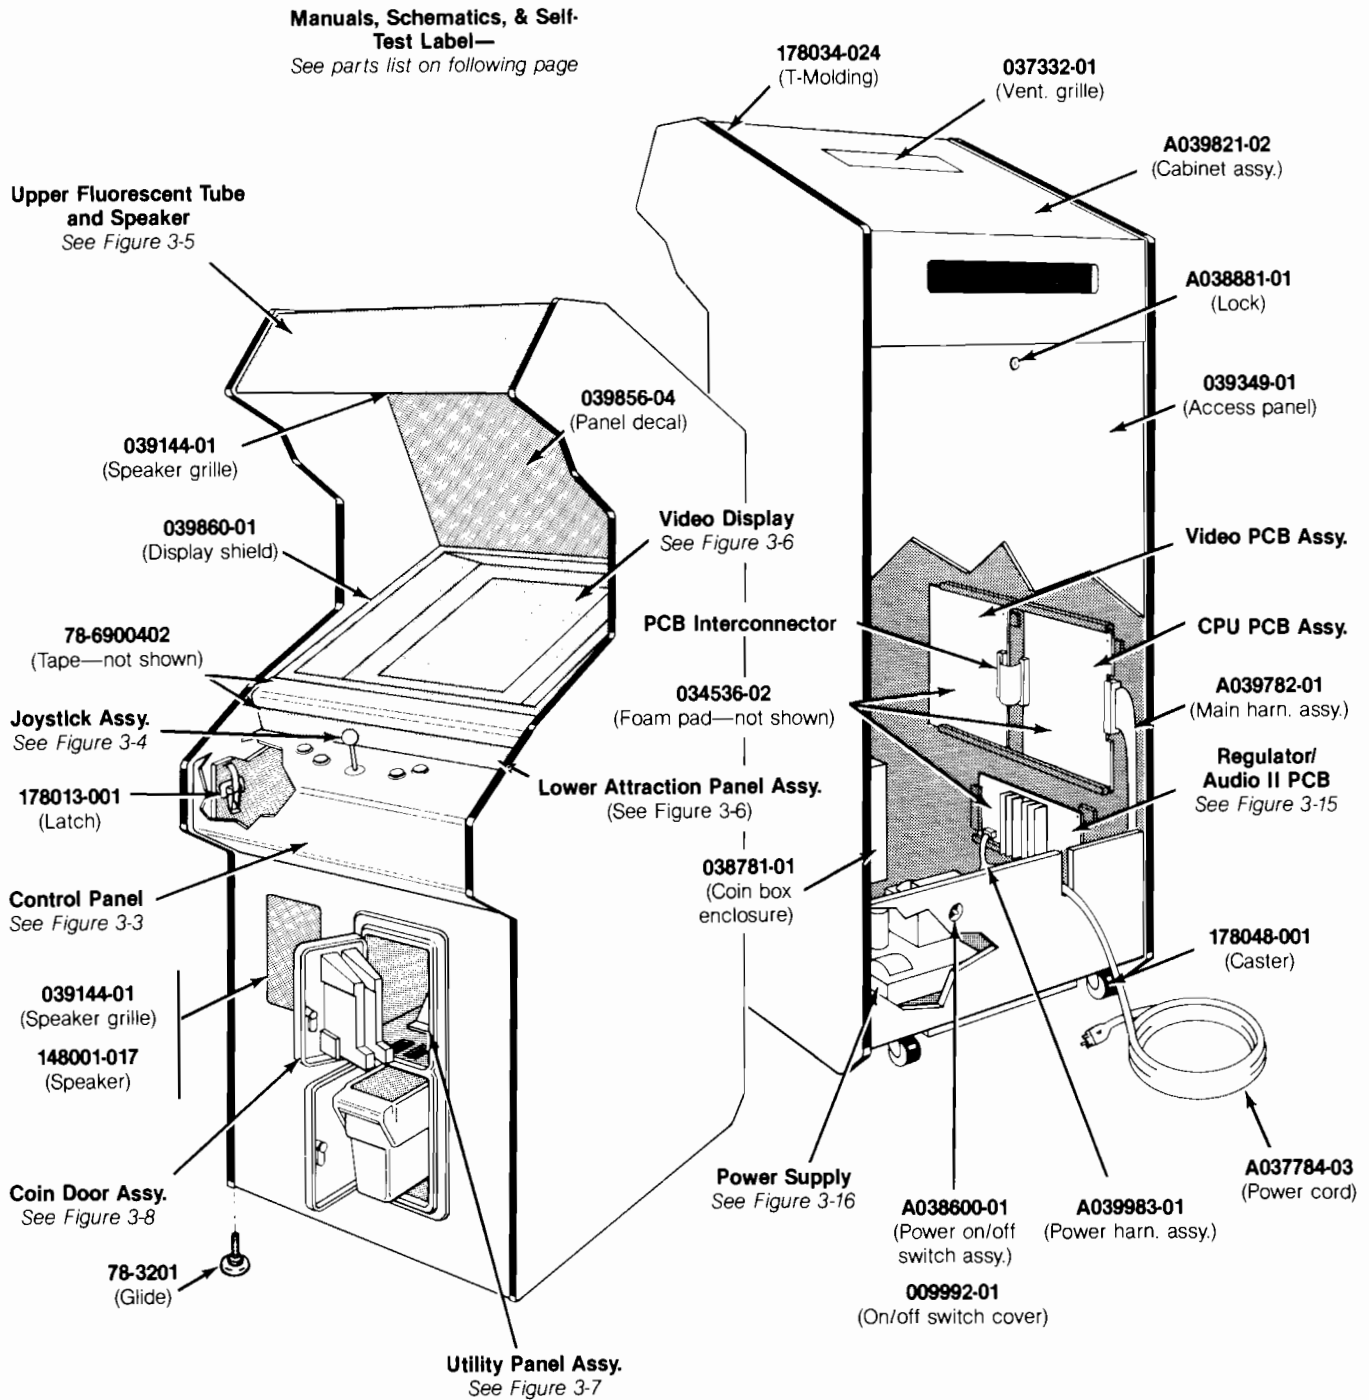 Manuals, Schematics, & Self-
Test Label—
See parts list on following page
178034-024
(T-Molding)
037332-01
(Vent. grille)
A039821-02
(Cabinet assy.)
Upper Fluorescent Tube
and Speaker
See Figure 3-5
A038881-01
(Lock)
039349-01
(Access panel)
039856-04
(Panel decal)
039144-01
(Speaker grille)
039860-01
(Display shield)
Video Display
See Figure 3-6
Video PCB Assy.
78-6900402
(Tape—not shown)
PCB Interconnector
CPU PCB Assy.
034536-02
(Foam pad—not shown)
A039782-01
(Main harn. assy.)
Joystick Assy.
See Figure 3-4
Regulator/
Audio II PCB
See Figure 3-15
178013-001
(Latch)
Lower Attraction Panel Assy.
(See Figure 3-6)
038781-01
(Coin box
enclosure)
Control Panel
See Figure 3-3
178048-001
(Caster)
039144-01
(Speaker grille)
148001-017
(Speaker)
Coin Door Assy.
See Figure 3-8
Power Supply
See Figure 3-16
A038600-01
(Power on/off
switch assy.)
009992-01
(On/off switch cover)
A039983-01
(Power harn. assy.)
A037784-03
(Power cord)
78-3201
(Glide)
Utility Panel Assy.
See Figure 3-7